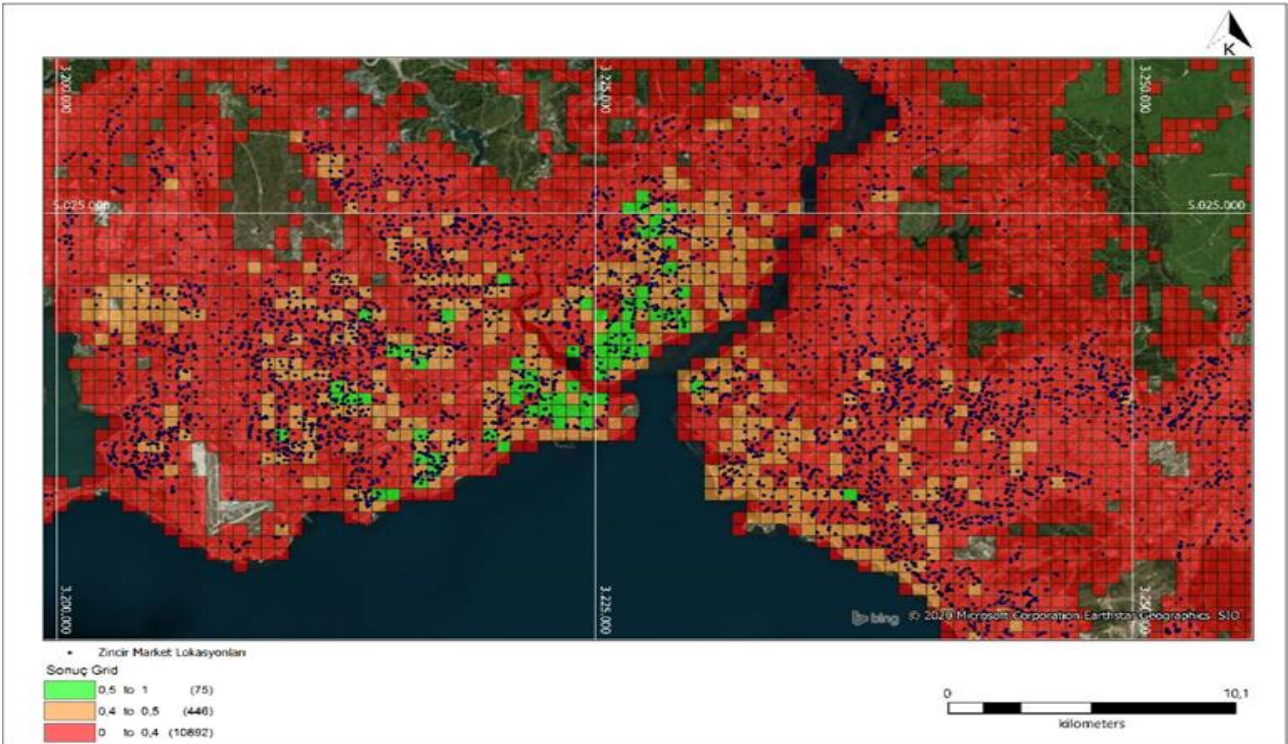 K
3.200.000
3.225.000
3.250.000
5.025.000
5.025.000
3.200.000
3.225.000
3.250.000
bing © 2020 Microsoft Corporation Earthstar Geographics SIO
Zincir Market Lokasyonları
Sonuç Grid
0,5 to 1 (75)
0,4 to 0,5 (446)
0 to 0,4 (10892)
0 10,1
kilometers